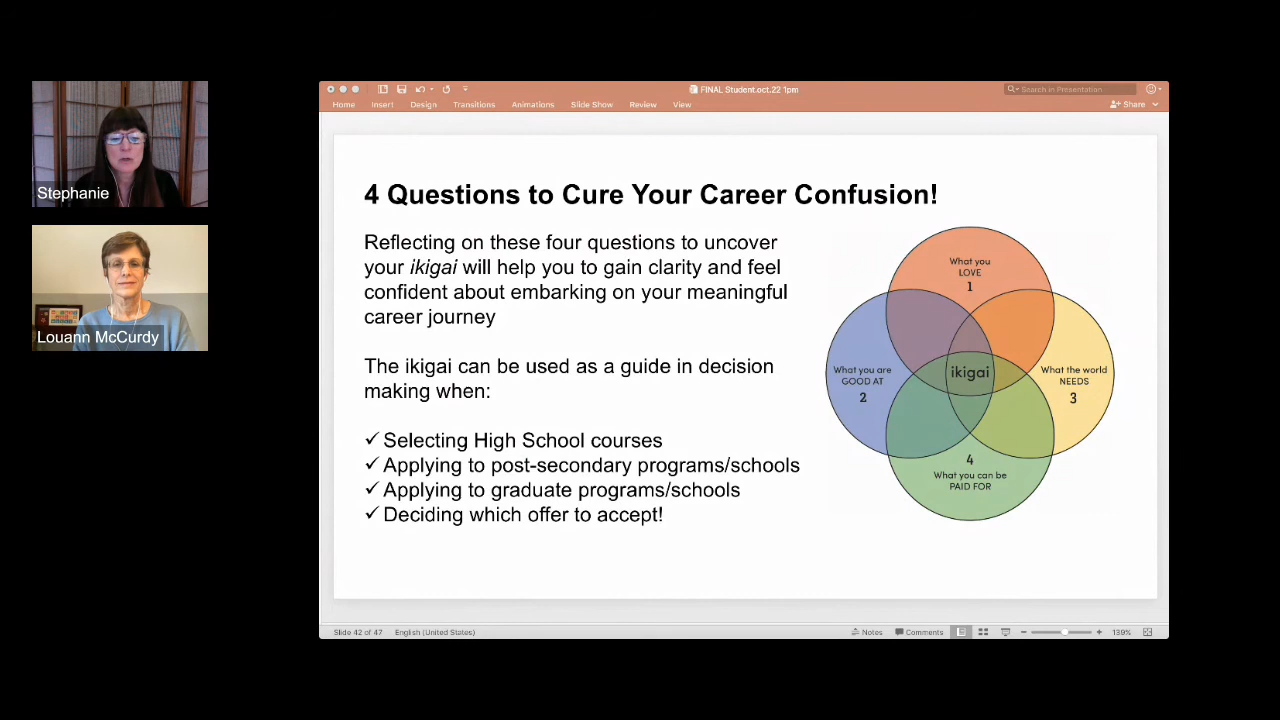 FINAL Student.oct.22 1pm
Search in Presentation
Home Insert Design Transitions Animations Slide Show Review View
Share
Stephanie
Louann McCurdy
4 Questions to Cure Your Career Confusion!
Reflecting on these four questions to uncover
your ikigai will help you to gain clarity and feel
confident about embarking on your meaningful
career journey
The ikigai can be used as a guide in decision
making when:
✓ Selecting High School courses
✓ Applying to post-secondary programs/schools
✓ Applying to graduate programs/schools
✓ Deciding which offer to accept!
What you
LOVE
1
What you are
GOOD AT
2
ikigai
What the world
NEEDS
3
4
What you can be
PAID FOR
Slide 42 of 47 English (United States)
Notes Comments 139%